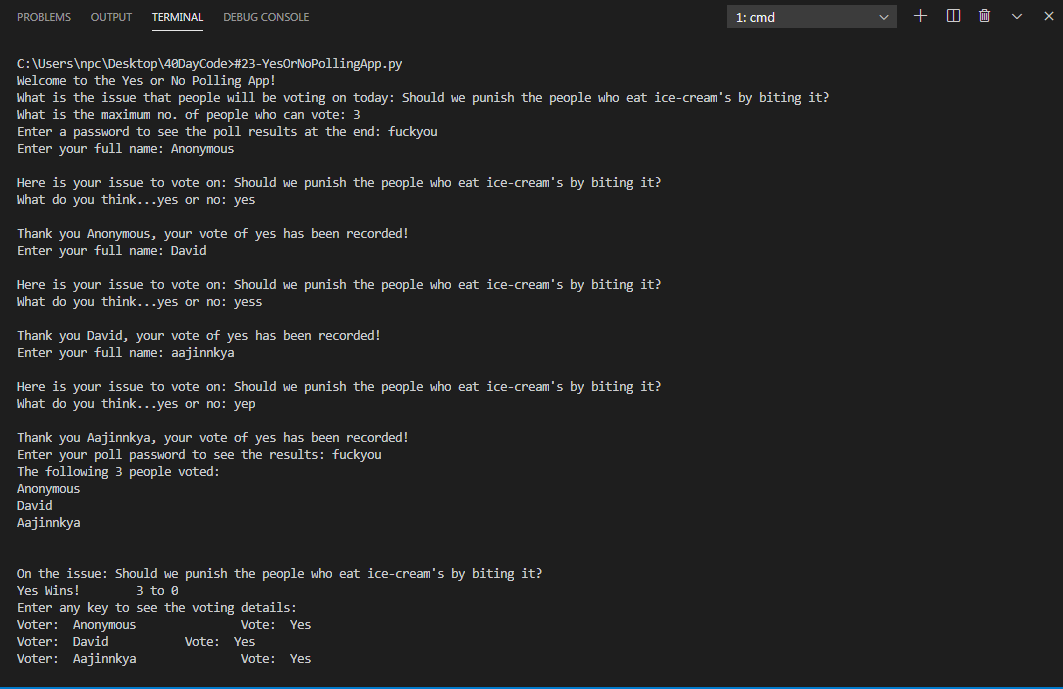 PROBLEMS OUTPUT TERMINAL DEBUG CONSOLE 1: cmd
C:\Users\npc\Desktop\40DayCode>#23-YesOrNoPollingApp.py
Welcome to the Yes or No Polling App!
What is the issue that people will be voting on today: Should we punish the people who eat ice-cream's by biting it?
What is the maximum no. of people who can vote: 3
Enter a password to see the poll results at the end: fuckyou
Enter your full name: Anonymous
Here is your issue to vote on: Should we punish the people who eat ice-cream's by biting it?
What do you think...yes or no: yes
Thank you Anonymous, your vote of yes has been recorded!
Enter your full name: David
Here is your issue to vote on: Should we punish the people who eat ice-cream's by biting it?
What do you think...yes or no: yess
Thank you David, your vote of yes has been recorded!
Enter your full name: aajinnkya
Here is your issue to vote on: Should we punish the people who eat ice-cream's by biting it?
What do you think...yes or no: yep
Thank you Aajinnkya, your vote of yes has been recorded!
Enter your poll password to see the results: fuckyou
The following 3 people voted:
Anonymous
David
Aajinnkya
On the issue: Should we punish the people who eat ice-cream's by biting it?
Yes Wins! 3 to 0
Enter any key to see the voting details:
Voter: Anonymous Vote: Yes
Voter: David Vote: Yes
Voter: Aajinnkya Vote: Yes